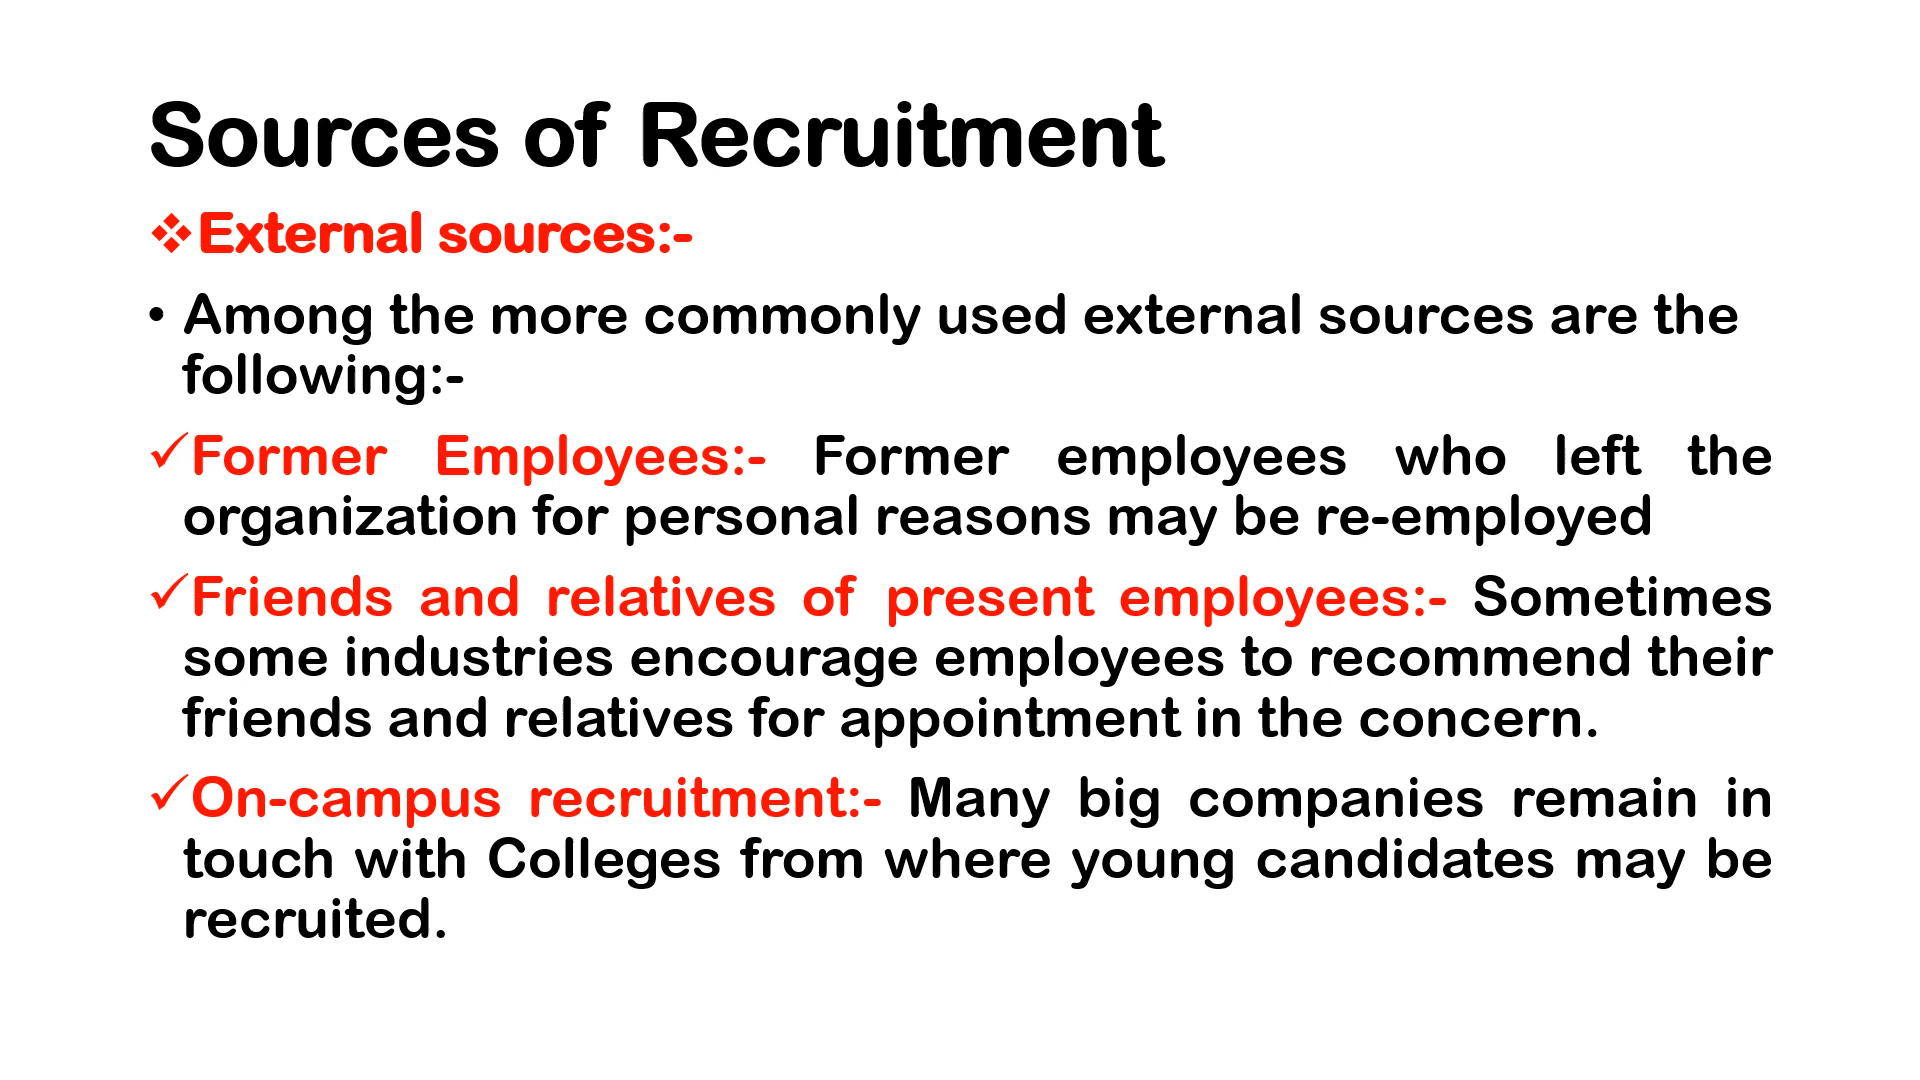 Sources of Recruitment
❖External sources:-
• Among the more commonly used external sources are the
following:-
✓Former Employees:- Former employees who left the
organization for personal reasons may be re-employed
✓Friends and relatives of present employees:- Sometimes
some industries encourage employees to recommend their
friends and relatives for appointment in the concern.
✓On-campus recruitment:- Many big companies remain in
touch with Colleges from where young candidates may be
recruited.